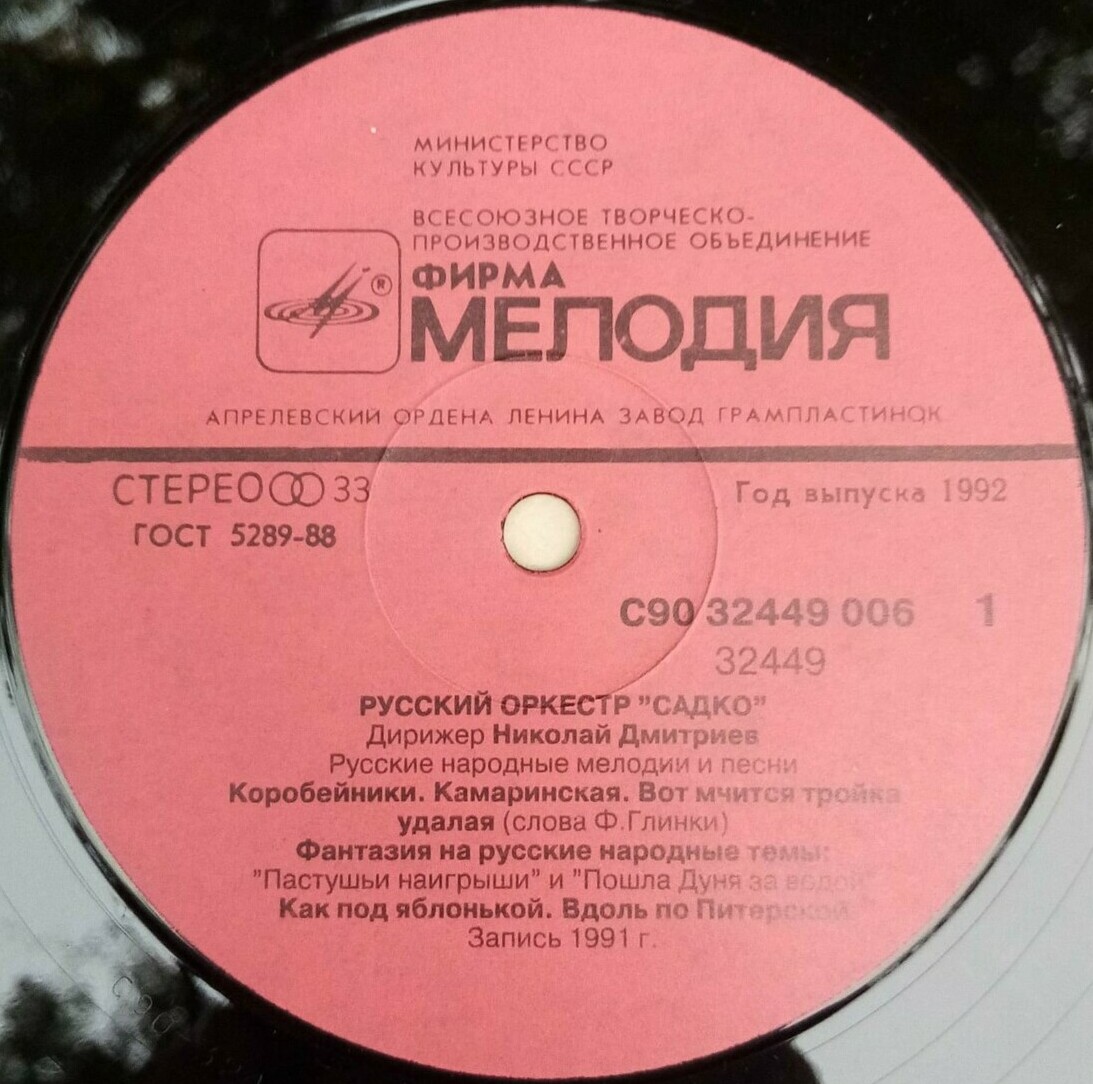 МИНИСТЕРСТВО
КУЛЬТУРЫ СССР
ВСЕСОЮЗНОЕ ТВОРЧЕСКО-
ПРОИЗВОДСТВЕННОЕ ОБЪЕДИНЕНИЕ
ФИРМА
®
МЕЛОДИЯ
АПРЕЛЕВСКИЙ ОРДЕНА ЛЕНИНА ЗАВОД ГРАМПЛАСТИНОК
СТЕРЕО 33
Год выпуска 1992
ГОСТ 5289-88
С90 32449 006 1
32449
РУССКИЙ ОРКЕСТР "САДКО"
Дирижер Николай Дмитриев
Русские народные мелодии и песни
Коробейники. Камаринская. Вот мчится тройка
удалая (слова Ф.Глинки)
Фантазия на русские народные темы:
"Пастушьи наигрыши" и "Пошла Дуня за водой"
Как под яблонькой. Вдоль по Питерской
Запись 1991 г.